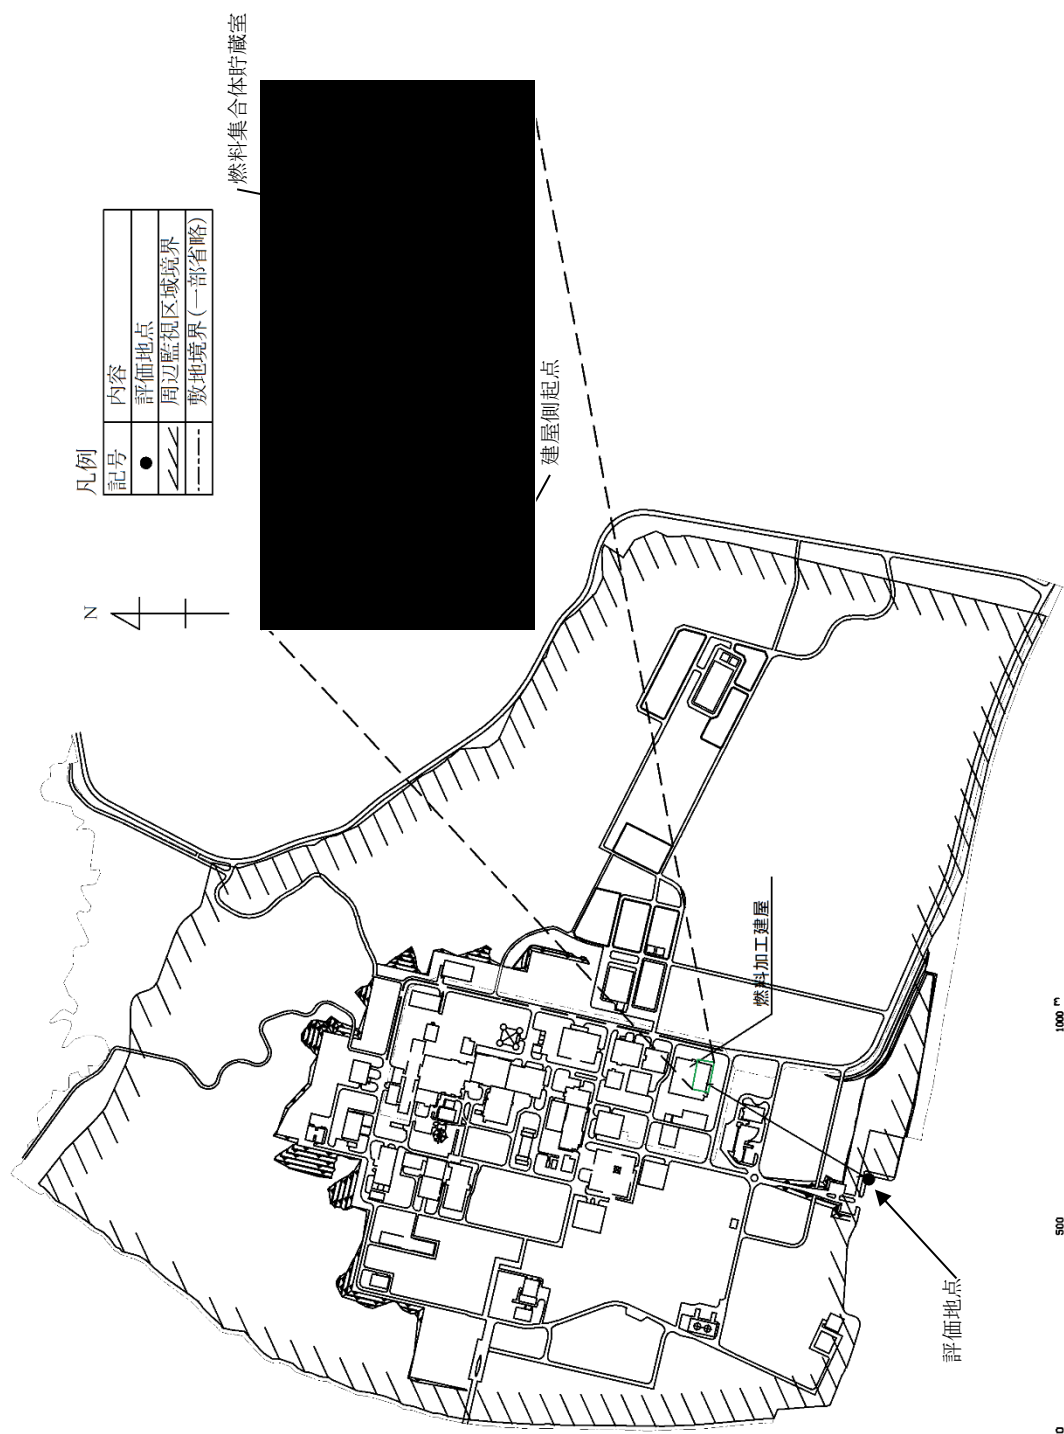 燃料集合体貯蔵室
凡例
記号 内容
● 評価地点
周辺監視区域境界
敷地境界(一部省略)
N
建屋側起点
燃料加工建屋
評価地点
0 500 1000 m